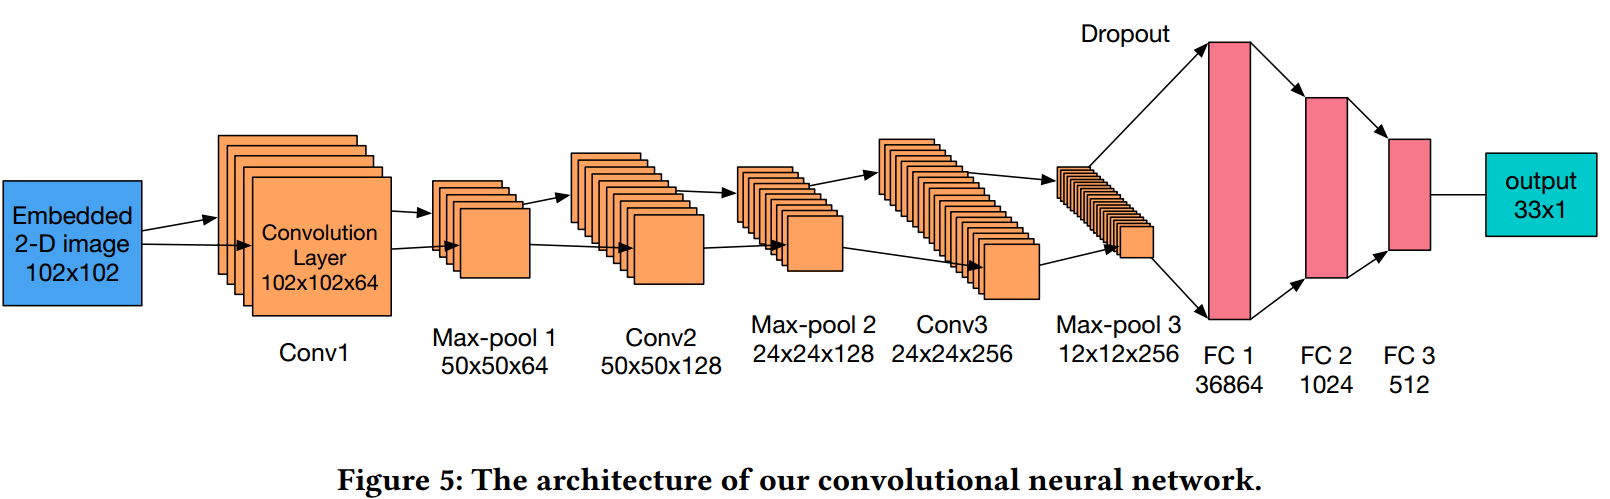 Dropout
Embedded
2-D image
102x102
Convolution
Layer
102x102x64
Conv1
Max-pool 1
50x50x64
Conv2
50x50x128
Max-pool 2
24x24x128
Conv3
24x24x256
Max-pool 3
12x12x256
FC 1
36864
FC 2
1024
FC 3
512
output
33x1
Figure 5: The architecture of our convolutional neural network.